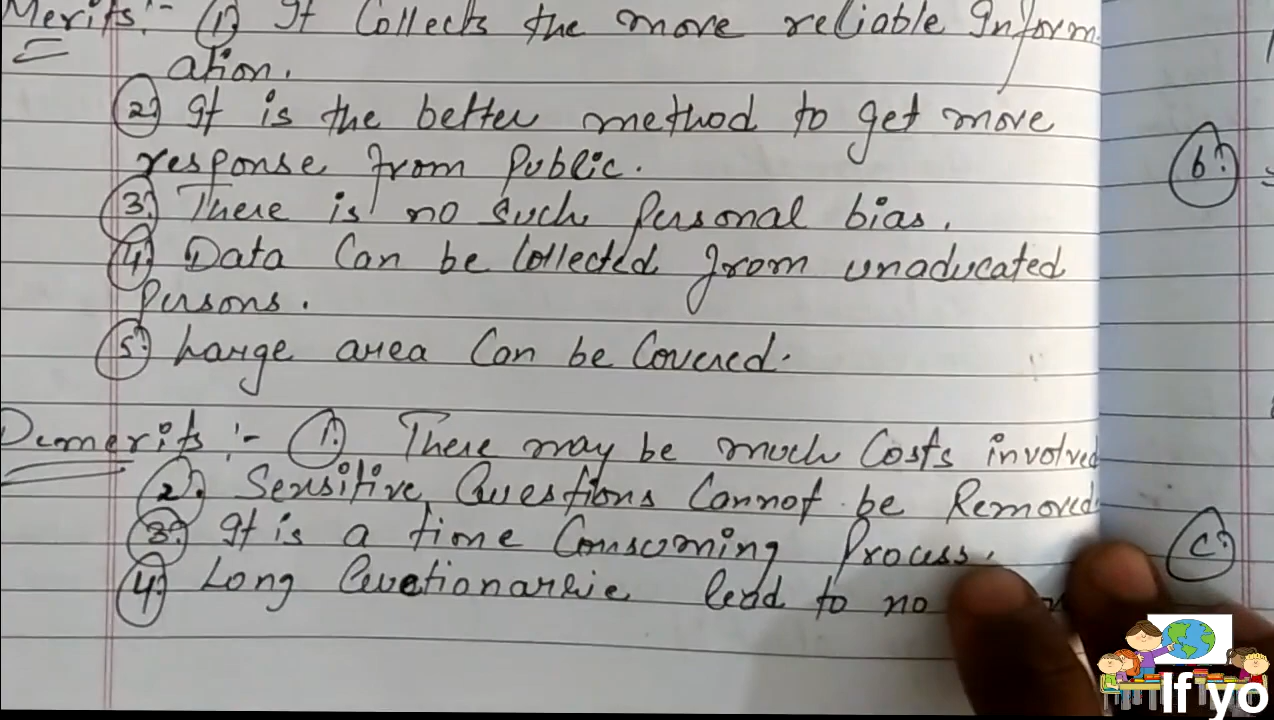 Merits:- (1) It Collects the more reliable Inform
ation.
(2) It is the better method to get more
response from Public.
(3) There is no such Personal bias.
(4) Data Can be Collected from unaducated
Persons.
(5) Large area Can be Covered.
Demerits:- (1) There may be much Costs involved
(2) Sensitive Questions Cannot be Removed.
(3) It is a time Consuming Process.
(4) Long Questionarrie lead to no
b.
c.
If yo